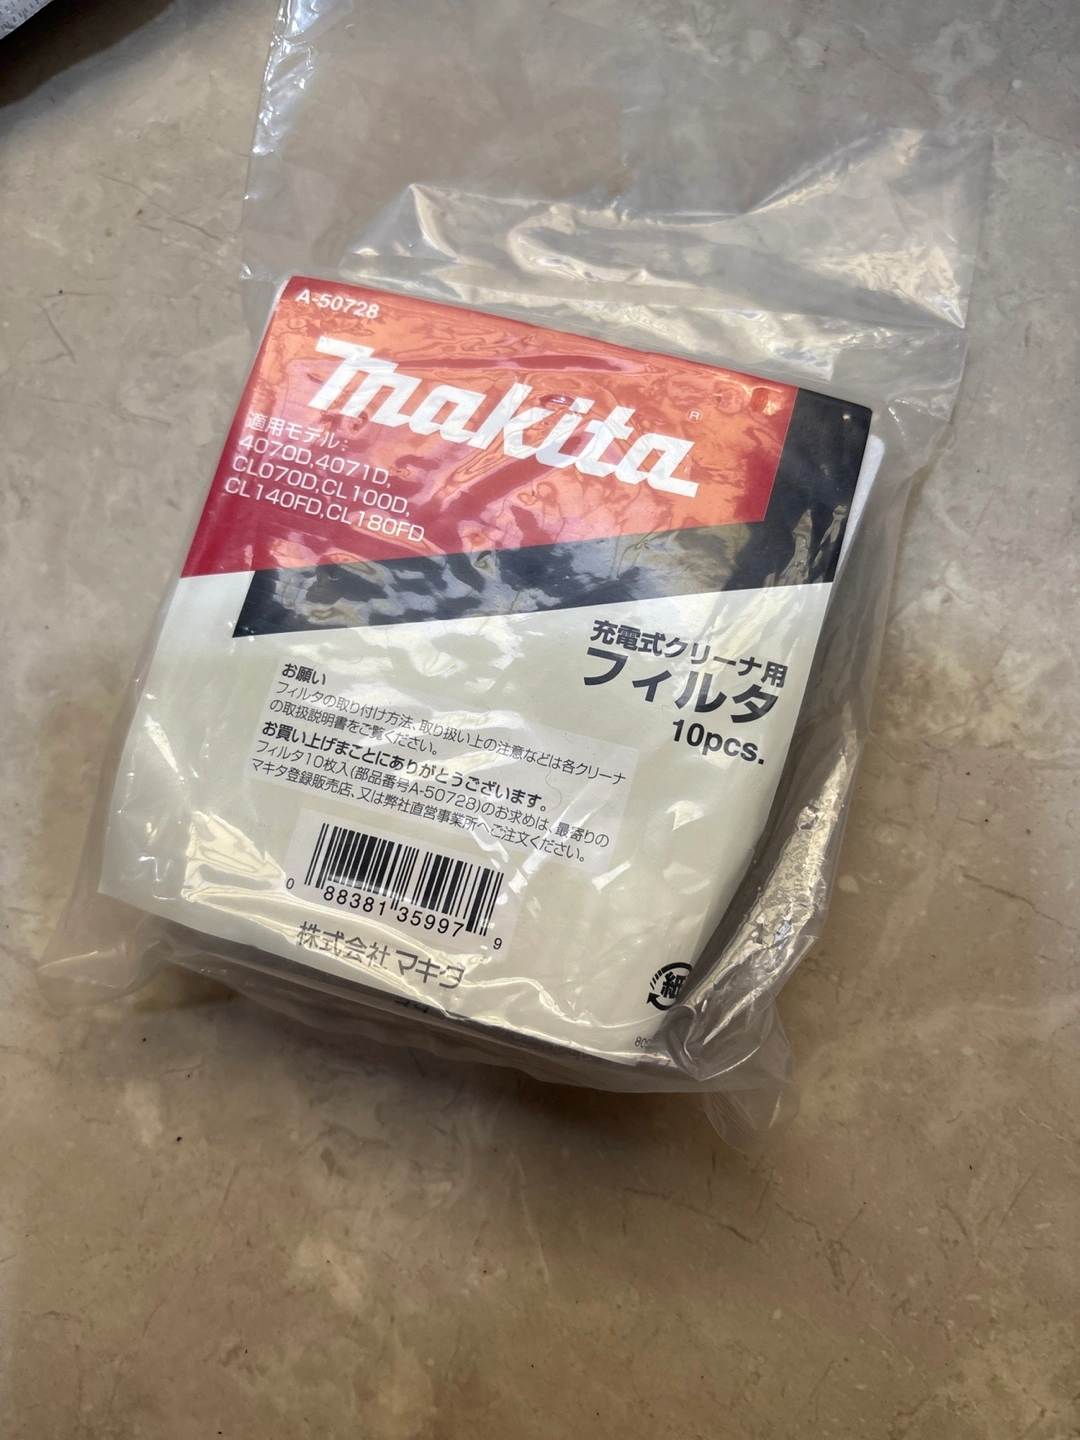 A-50728
makita®
適用モデル:
4070D,4071D,
CL070D,CL100D,
CL140FD,CL180FD
充電式クリーナ用
フィルタ
10pcs.
お願い
フィルタの取り付け方法、取り扱い上の注意などは各クリーナ
の取扱説明書をご覧ください。
お買い上げまことにありがとうございます。
フィルタ10枚入(部品番号A-50728)のお求めは、最寄りの
マキタ登録販売店、又は弊社直営事業所へご注文ください。
0 88381 35997 9
株式会社マキタ
紙